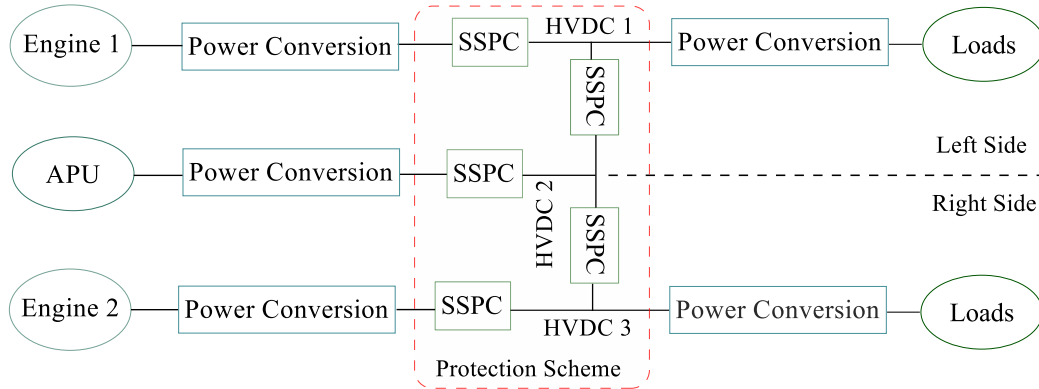 Engine 1
Power Conversion
SSPC
HVDC 1
Power Conversion
Loads
SSPC
Left Side
APU
Power Conversion
SSPC
HVDC 2
Right Side
SSPC
Engine 2
Power Conversion
SSPC
HVDC 3
Power Conversion
Loads
Protection Scheme